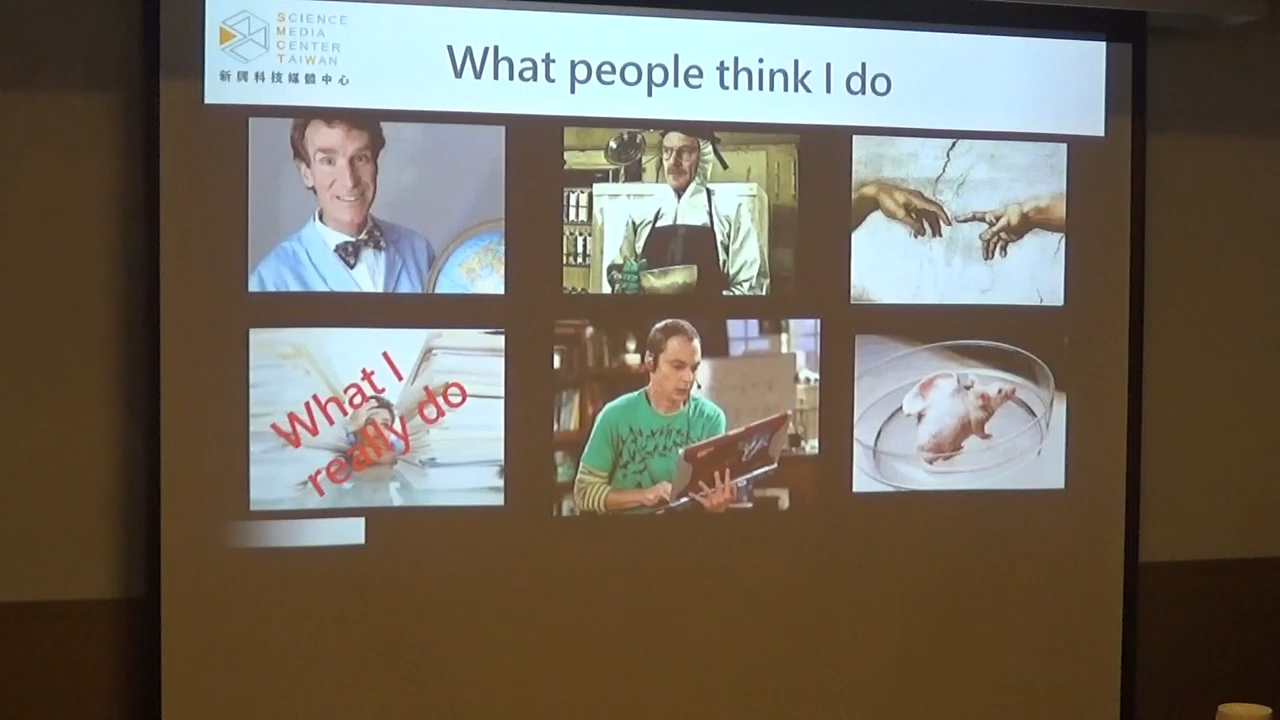 SCIENCE
MEDIA
CENTER
TAIWAN
新興科技媒體中心
What people think I do
What I
really do